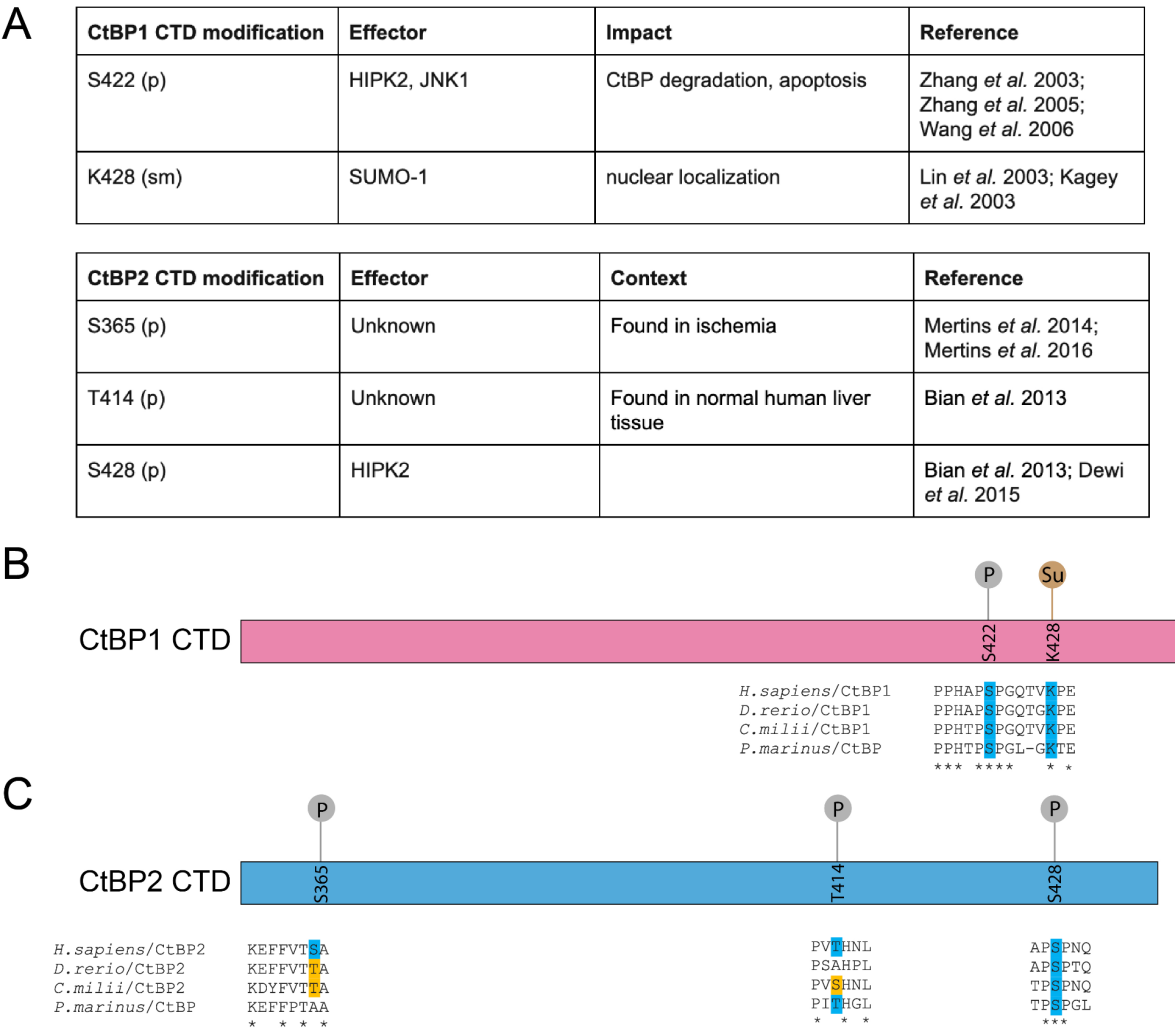 A
CtBP1 CTD modification Effector Impact Reference
S422 (p) HIPK2, JNK1 CtBP degradation, apoptosis Zhang et al. 2003;
Zhang et al. 2005;
Wang et al. 2006
K428 (sm) SUMO-1 nuclear localization Lin et al. 2003; Kagey
et al. 2003
CtBP2 CTD modification Effector Context Reference
S365 (p) Unknown Found in ischemia Mertins et al. 2014;
Mertins et al. 2016
T414 (p) Unknown Found in normal human liver Bian et al. 2013
tissue
S428 (p) HIPK2 Bian et al. 2013; Dewi
et al. 2015
B
P Su
CtBP1 CTD S422 K428
H.sapiens/CtBP1 PPHAPSPGQTVKPE
D.rerio/CtBP1 PPHAPSPGQTGKPE
C.milii/CtBP1 PPHTPSPGQTVKPE
P.marinus/CtBP PPHTPSPGL-GKTE
*** **** * *
C
P P P
CtBP2 CTD S365 T414 S428
H.sapiens/CtBP2 KEFFVTSA PVTHNL APSPNQ
D.rerio/CtBP2 KEFFVTTA PSAHPL APSPTQ
C.milii/CtBP2 KDYFVTTA PVSHNL TPSPNQ
P.marinus/CtBP KEFFPTAA PITHGL TPSPGL
* * * * * * * ***